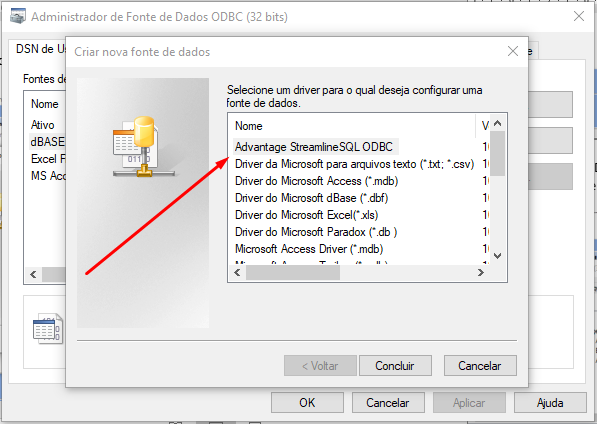 Administrador de Fonte de Dados ODBC (32 bits)
DSN de Us
Criar nova fonte de dados
Fontes de
Nome
Ativo
dBASE
Excel F
MS Acc
Selecione um driver para o qual deseja configurar uma
fonte de dados.
Nome
Advantage StreamlineSQL ODBC
Driver da Microsoft para arquivos texto (*.txt; *.csv)
Driver do Microsoft Access (*.mdb)
Driver do Microsoft dBase (*.dbf)
Driver do Microsoft Excel(*.xls)
Driver do Microsoft Paradox (*.db )
Microsoft Access Driver (*.mdb)
< Voltar
Concluir
Cancelar
OK
Cancelar
Aplicar
Ajuda